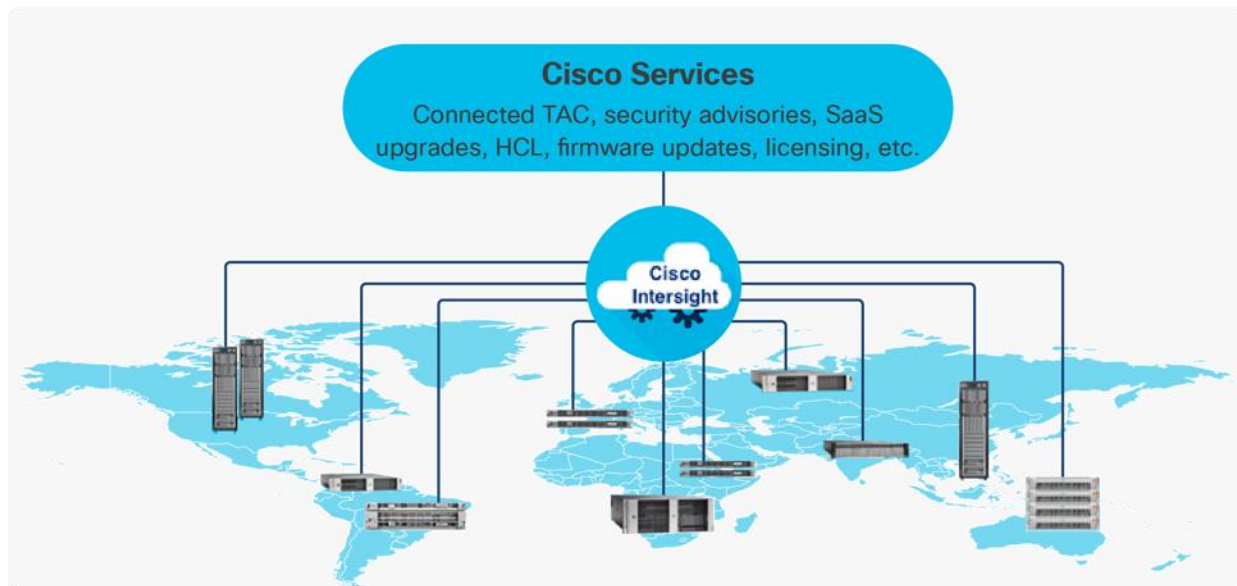 Cisco Services
Connected TAC, security advisories, SaaS
upgrades, HCL, firmware updates, licensing, etc.
Cisco
Intersight